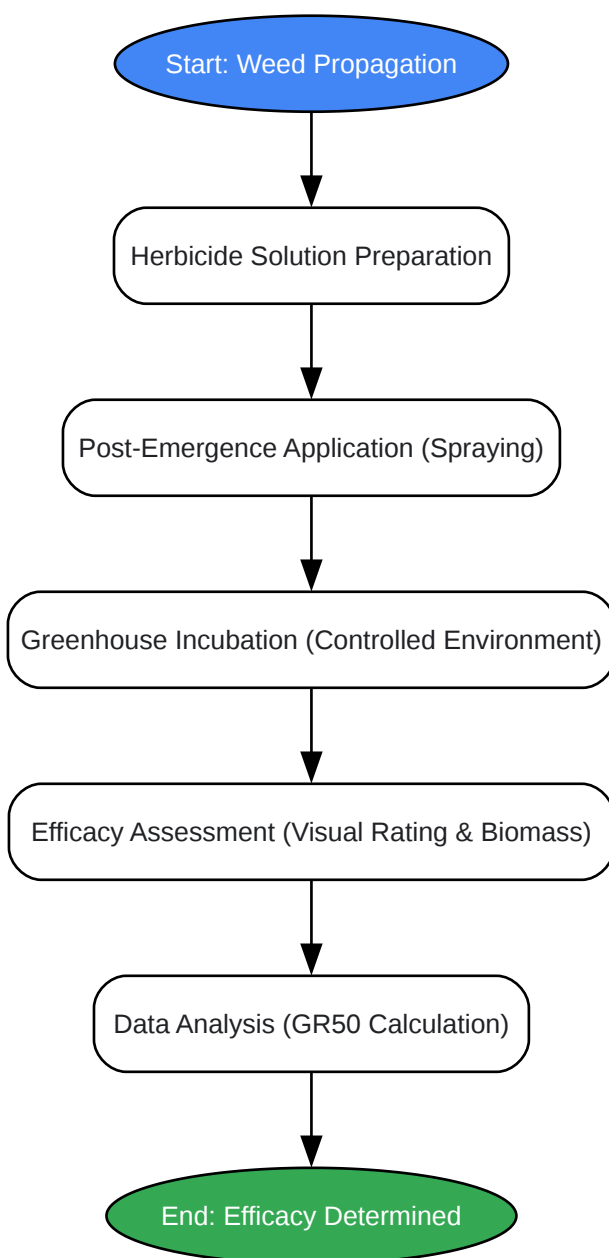 Start: Weed Propagation
Herbicide Solution Preparation
Post-Emergence Application (Spraying)
Greenhouse Incubation (Controlled Environment)
Efficacy Assessment (Visual Rating & Biomass)
Data Analysis (GR50 Calculation)
End: Efficacy Determined